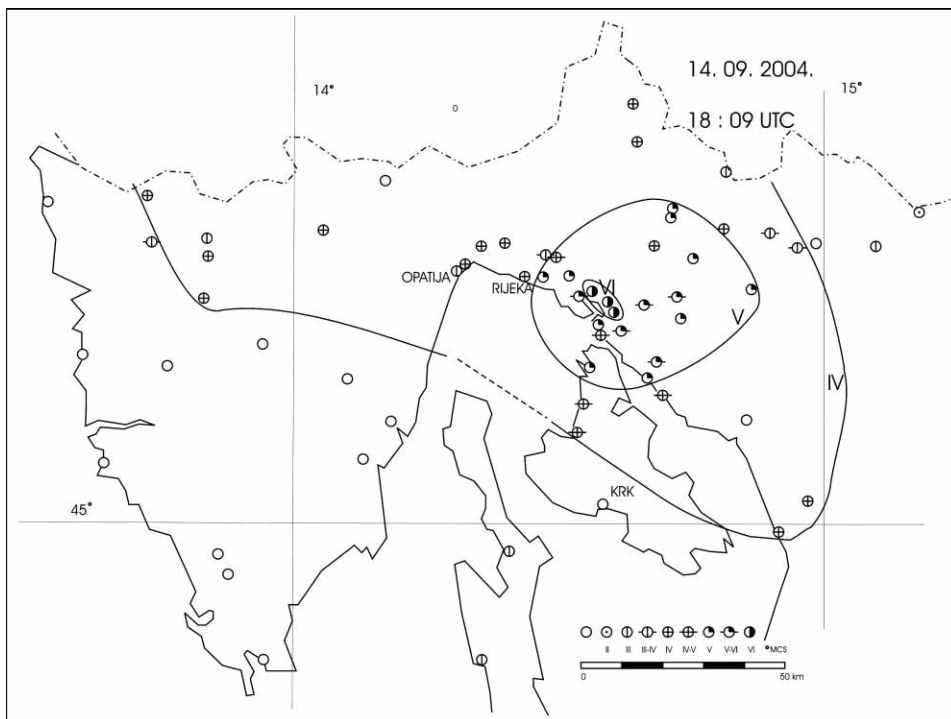 14. 09. 2004.
14° 15°
0
18 : 09 UTC
OPATIJA
RIJEKA VI
V
IV
KRK
45°
II III III-IV IV IV-V V V-VI VI °MCS
0 50 km